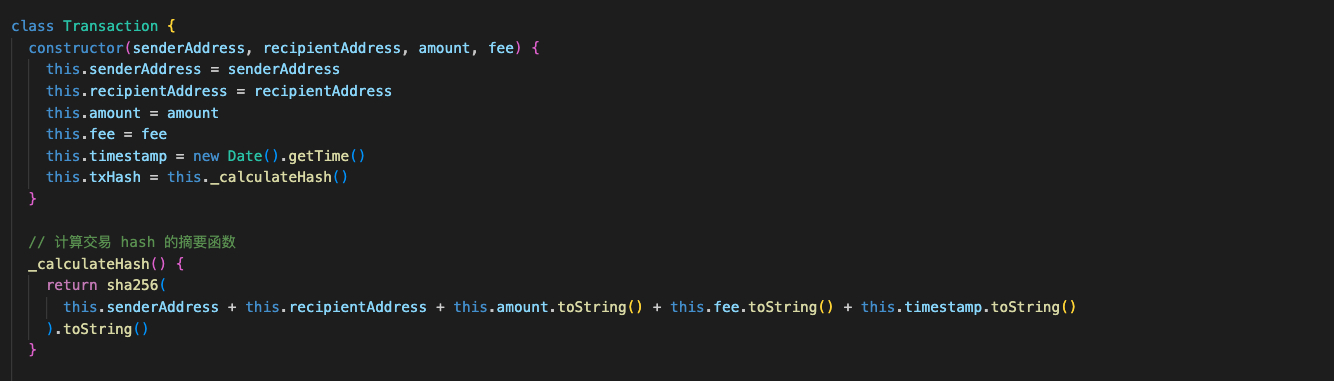 class Transaction {
  constructor(senderAddress, recipientAddress, amount, fee) {
    this.senderAddress = senderAddress
    this.recipientAddress = recipientAddress
    this.amount = amount
    this.fee = fee
    this.timestamp = new Date().getTime()
    this.txHash = this._calculateHash()
  }

  // 计算交易 hash 的摘要函数
  _calculateHash() {
    return sha256(
      this.senderAddress + this.recipientAddress + this.amount.toString() + this.fee.toString() + this.timestamp.toString()
    ).toString()
  }